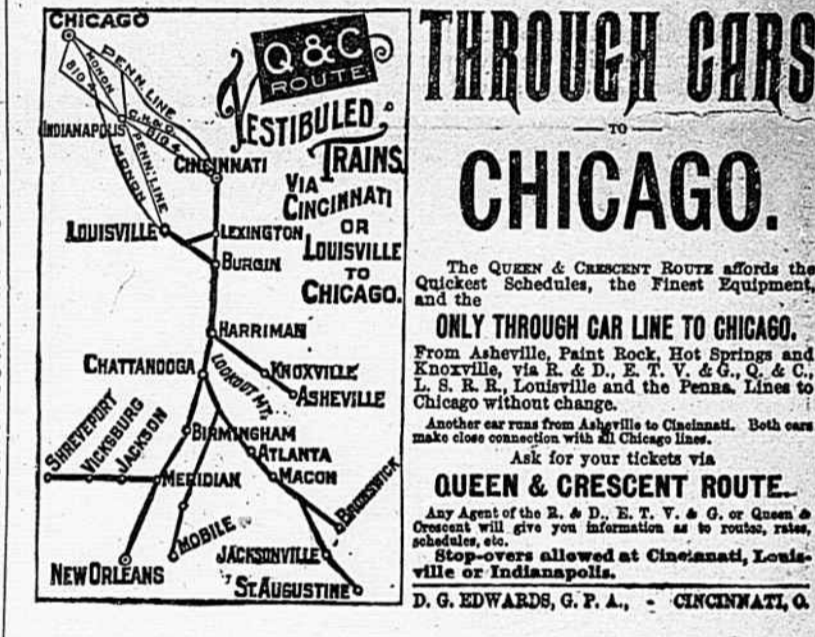 CHICAGO
PENN. LINE
MONON
BIG 4
C.H.& D.
BIG 4
INDIANAPOLIS
PENN. LINE
MONON
CINCINNATI
LOUISVILLE
LEXINGTON
BURGIN
HARRIMAN
CHATTANOOGA
LOOKOUT MT.
KNOXVILLE
ASHEVILLE
SHREVEPORT
VICKSBURG
JACKSON
BIRMINGHAM
ATLANTA
MERIDIAN
MACON
BRUNSWICK
MOBILE
JACKSONVILLE
NEW ORLEANS
ST. AUGUSTINE
Q & C
ROUTE
VESTIBULED
TRAINS.
VIA
CINCINNATI
OR
LOUISVILLE
TO
CHICAGO.
THROUGH CARS
— TO —
CHICAGO.
The QUEEN & CRESCENT ROUTE affords the
Quickest Schedules, the Finest Equipment,
and the
ONLY THROUGH CAR LINE TO CHICAGO.
From Asheville, Paint Rock, Hot Springs and
Knoxville, via R. & D., E. T. V. & G., Q. & C.,
L. S. R. R., Louisville and the Penna. Lines to
Chicago without change.
Another car runs from Asheville to Cincinnati. Both cars
make close connection with all Chicago lines.
Ask for your tickets via
QUEEN & CRESCENT ROUTE.
Any Agent of the R. & D., E. T. V. & G. or Queen &
Crescent will give you information as to routes, rates,
schedules, etc.
Stop-overs allowed at Cincinnati, Louis-
ville or Indianapolis.
D. G. EDWARDS, G. P. A., - CINCINNATI, O.